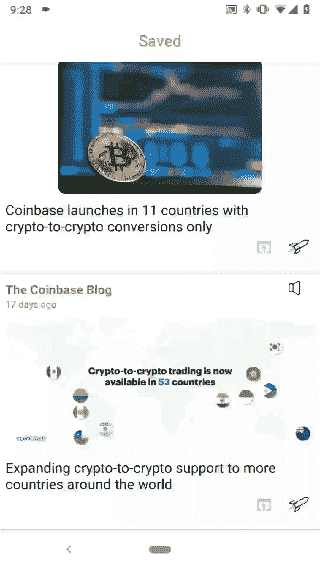 9:28
Saved
Coinbase launches in 11 countries with
crypto-to-crypto conversions only
The Coinbase Blog
17 days ago
Crypto-to-crypto trading is now
available in 53 countries
Expanding crypto-to-crypto support to more
countries around the world